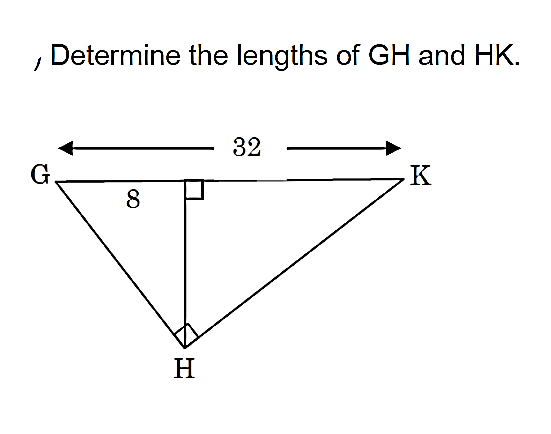 Determine the lengths of GH and HK.
32
G
K
8
H